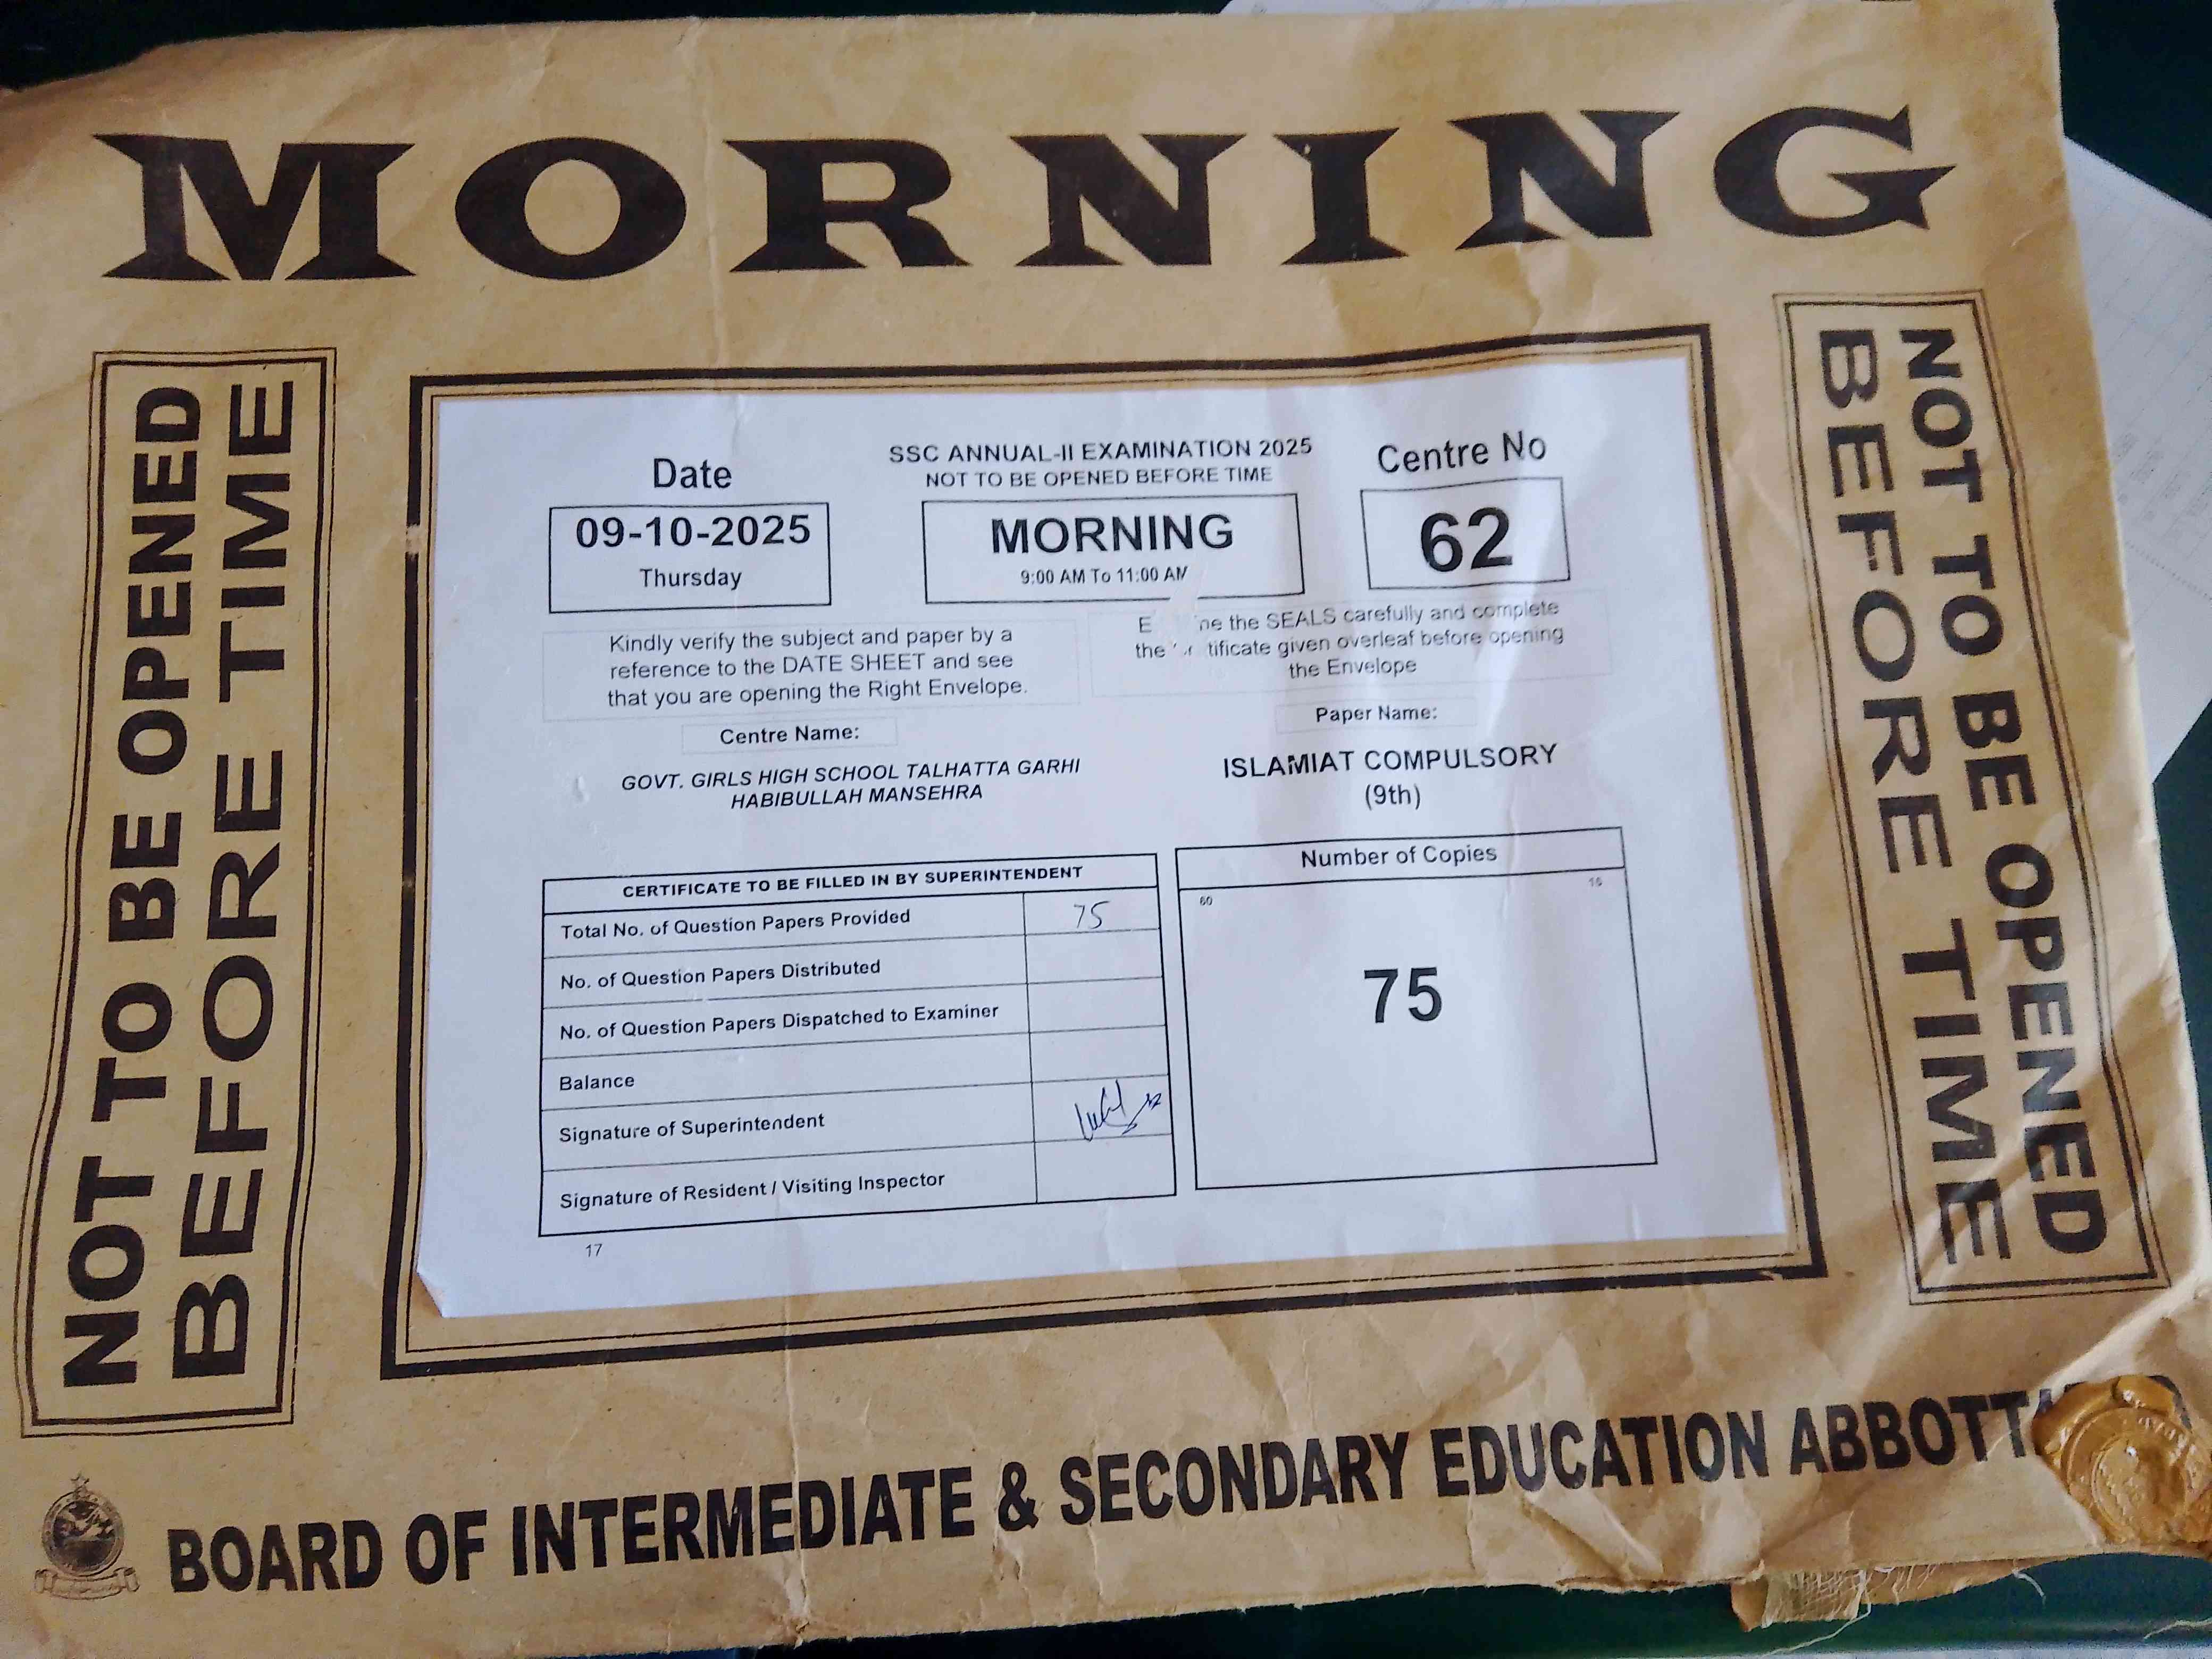 MORNING
NOT TO BE OPENED
BEFORE TIME
NOT TO BE OPENED
BEFORE TIME
SSC ANNUAL-II EXAMINATION 2025
NOT TO BE OPENED BEFORE TIME
Date
09-10-2025
Thursday
MORNING
9:00 AM To 11:00 AM
Centre No
62
Kindly verify the subject and paper by a
reference to the DATE SHEET and see
that you are opening the Right Envelope.
the SEALS carefully and complete
the given overleaf before opening
the Envelope
Centre Name:
GOVT. GIRLS HIGH SCHOOL TALHATTA GARHI
HABIBULLAH MANSEHRA
Paper Name:
ISLAMIAT COMPULSORY
(9th)
CERTIFICATE TO BE FILLED IN BY SUPERINTENDENT
Total No. of Question Papers Provided 75
No. of Question Papers Distributed
No. of Question Papers Dispatched to Examiner
Balance
Signature of Superintendent
Signature of Resident / Visiting Inspector
17
Number of Copies
60 15
75
BOARD OF INTERMEDIATE & SECONDARY EDUCATION